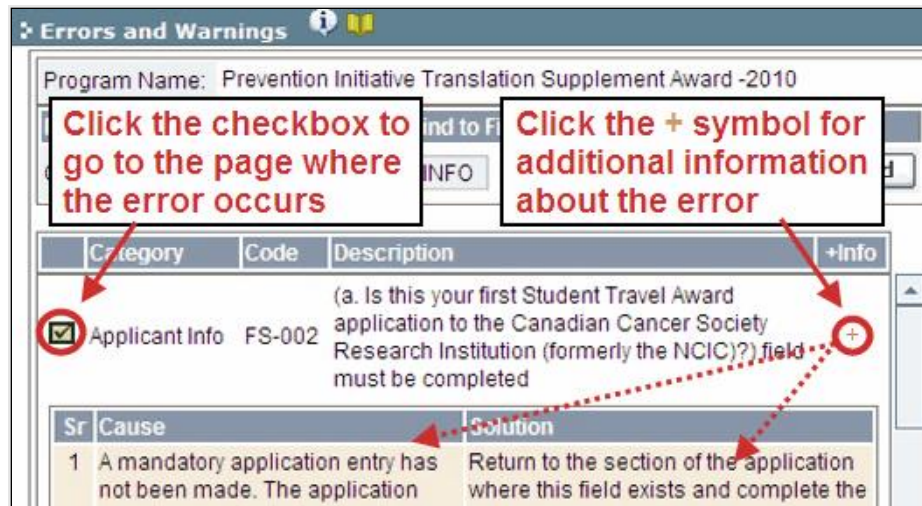 Errors and Warnings
Program Name: Prevention Initiative Translation Supplement Award -2010
Click the checkbox to
go to the page where
the error occurs
ind to Fi
INFO
Click the + symbol for
additional information
about the error
Category Code Description +Info
Applicant Info FS-002 (a. Is this your first Student Travel Award
application to the Canadian Cancer Society
Research Institution (formerly the NCIC)?) field
must be completed
+
Sr Cause Solution
1 A mandatory application entry has Return to the section of the application
not been made. The application where this field exists and complete the